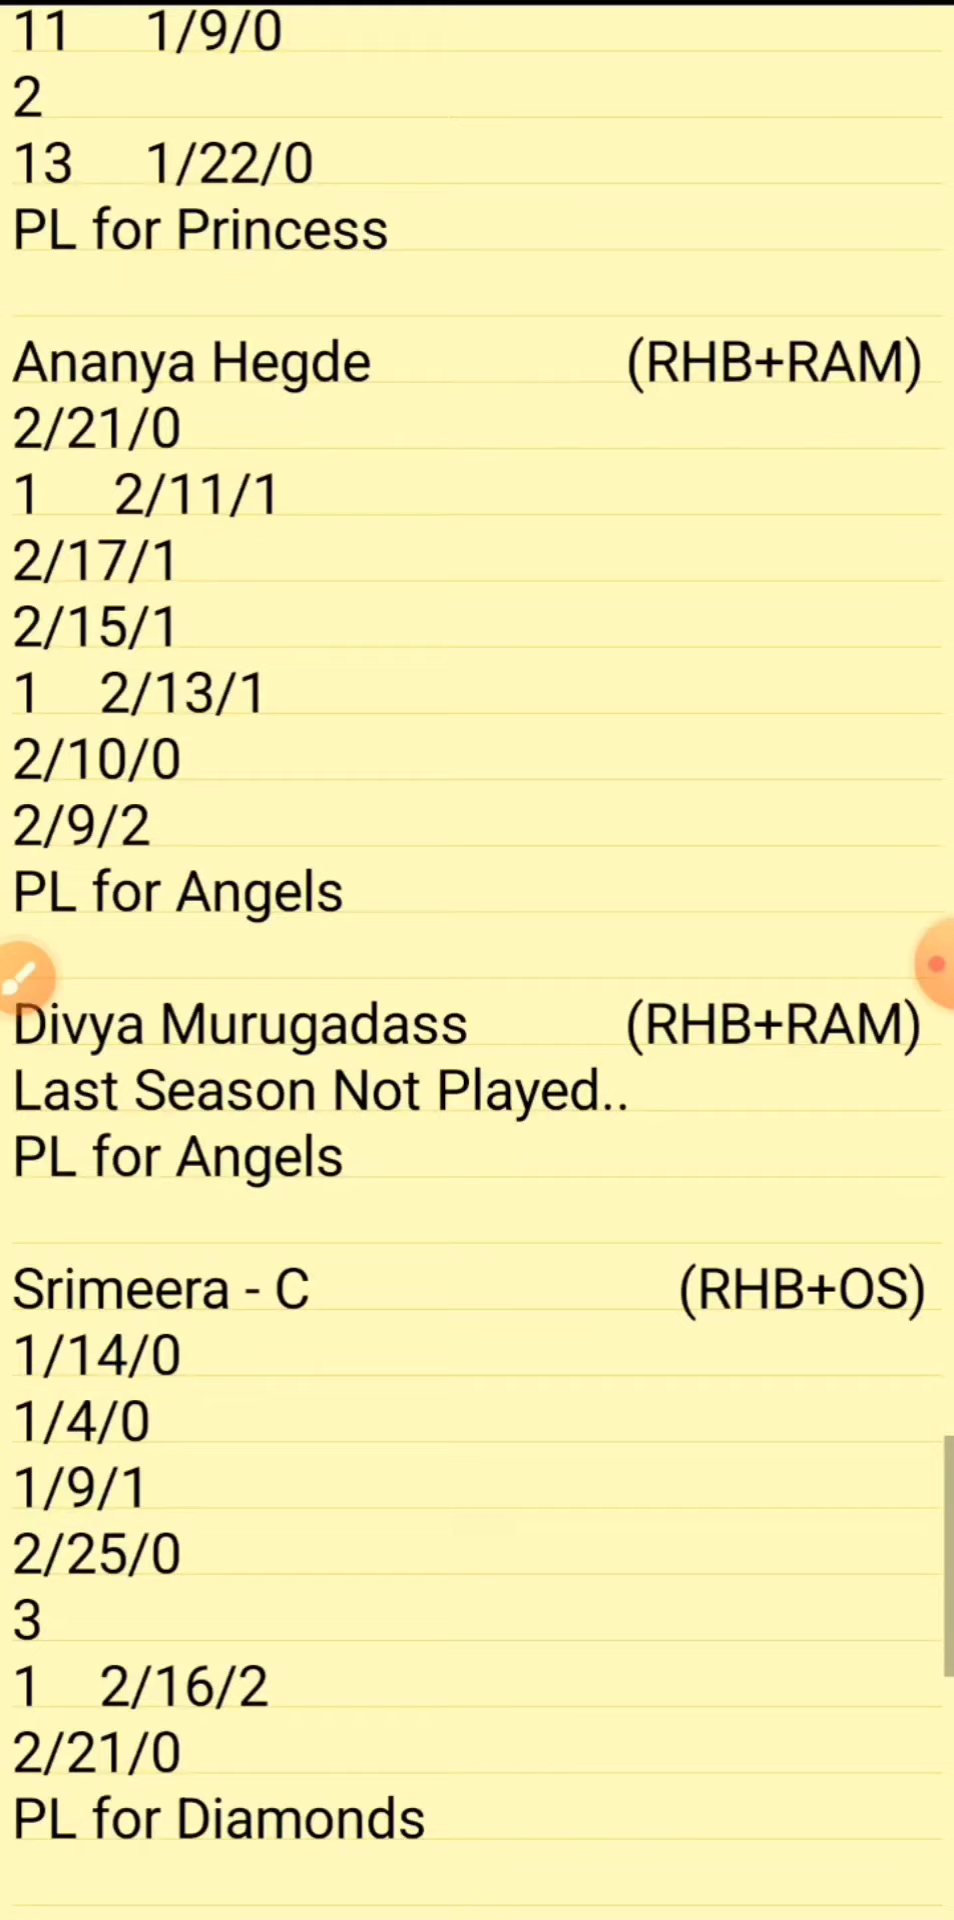 11 1/9/0
2
13 1/22/0
PL for Princess
Ananya Hegde (RHB+RAM)
2/21/0
1 2/11/1
2/17/1
2/15/1
1 2/13/1
2/10/0
2/9/2
PL for Angels
Divya Murugadass (RHB+RAM)
Last Season Not Played..
PL for Angels
Srimeera - C (RHB+OS)
1/14/0
1/4/0
1/9/1
2/25/0
3
1 2/16/2
2/21/0
PL for Diamonds